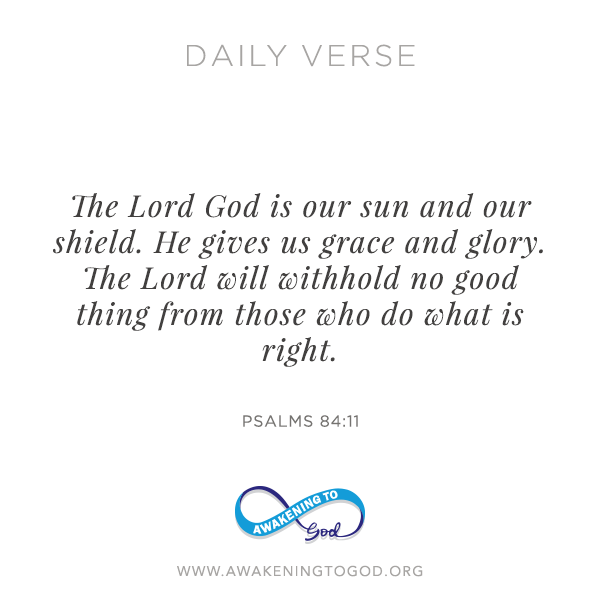 DAILY VERSE
The Lord God is our sun and our
shield. He gives us grace and glory.
The Lord will withhold no good
thing from those who do what is
right.
PSALMS 84:11
AWAKENING TO
God
WWW.AWAKENINGTOGOD.ORG